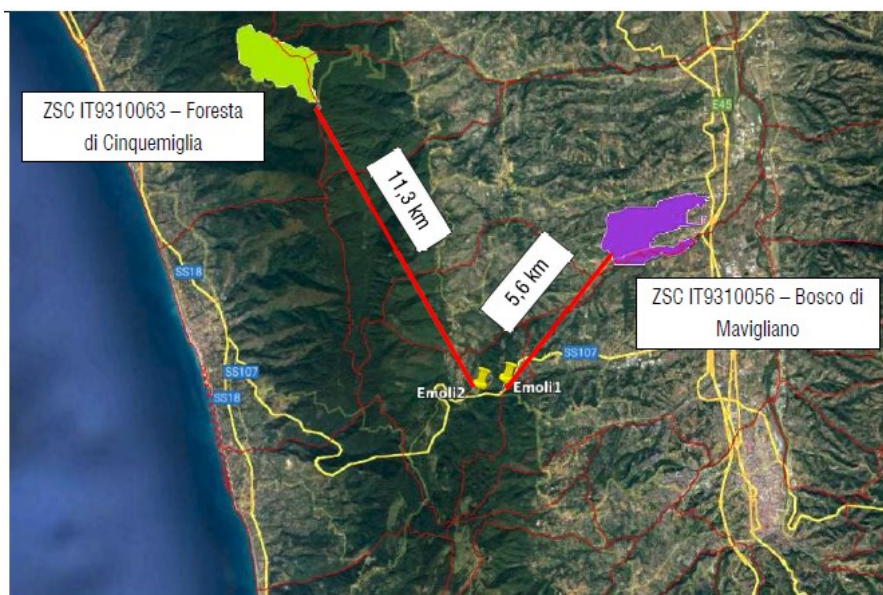 ZSC IT9310063 – Foresta
di Cinquemiglia
E45
11,3 km
5,6 km
SS18
ZSC IT9310056 – Bosco di
Mavigliano
SS107
SS107
SS18
Emoli2
Emoli1